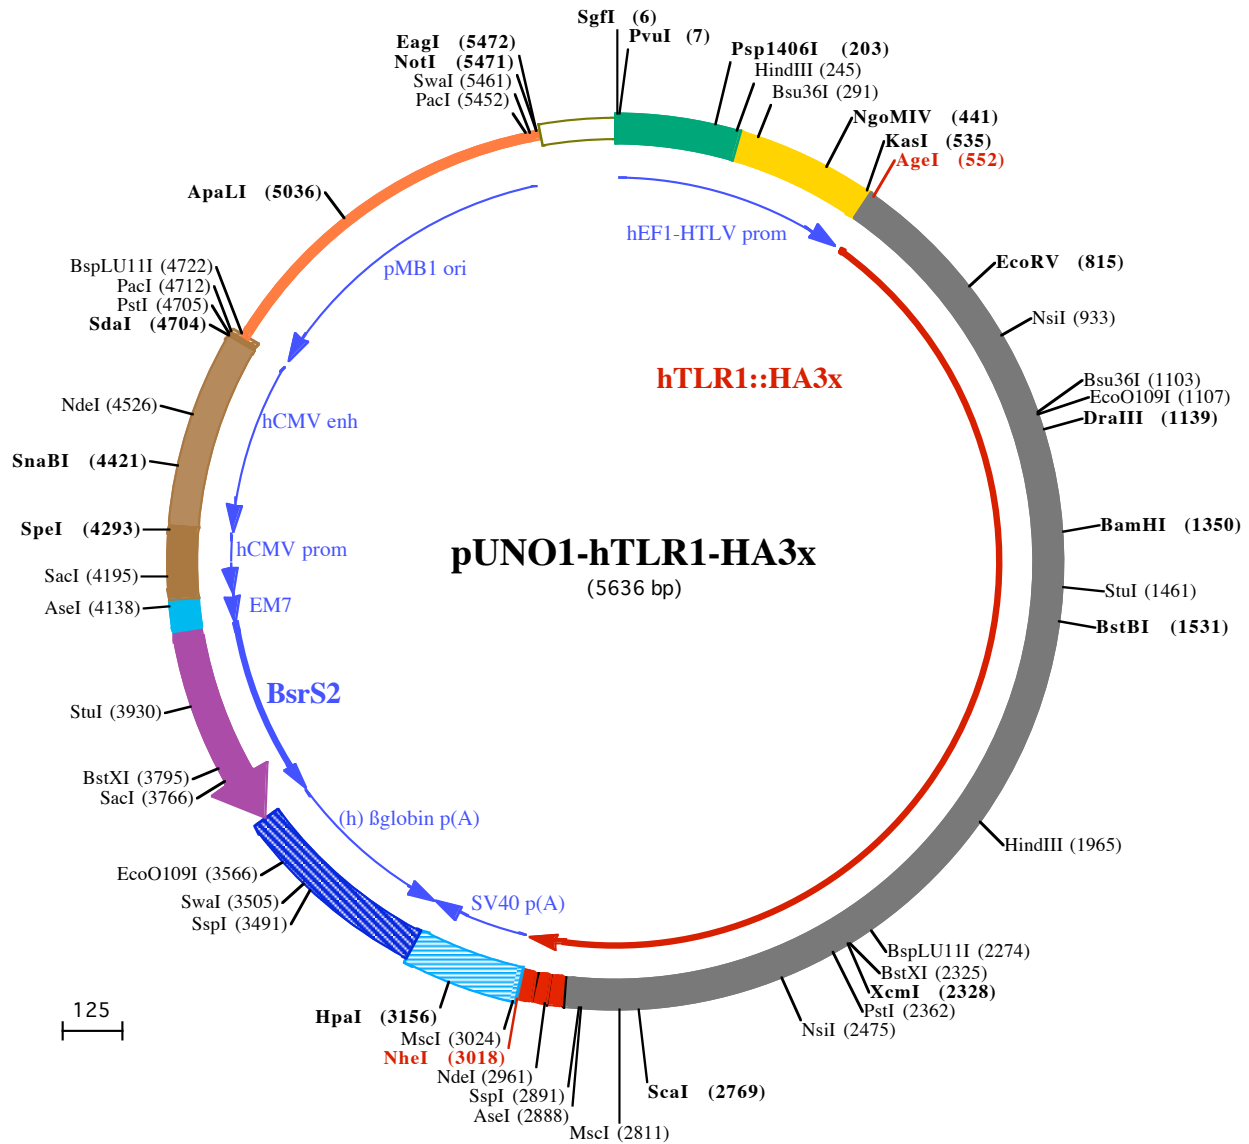 SgfI (6)
PvuI (7)
EagI (5472)
NotI (5471)
SwaI (5461)
PacI (5452)
Psp1406I (203)
HindIII (245)
Bsu36I (291)
NgoMIV (441)
KasI (535)
AgeI (552)
ApaLI (5036)
hEF1-HTLV prom
pMB1 ori
BspLU11I (4722)
PacI (4712)
PstI (4705)
SdaI (4704)
EcoRV (815)
NsiI (933)
hTLR1::HA3x
Bsu36I (1103)
EcoO109I (1107)
DraIII (1139)
NdeI (4526)
hCMV enh
SnaBI (4421)
SpeI (4293)
BamHI (1350)
hCMV prom
pUNO1-hTLR1-HA3x
(5636 bp)
SacI (4195)
AseI (4138)
EM7
StuI (1461)
BstBI (1531)
BsrS2
StuI (3930)
BstXI (3795)
SacI (3766)
(h) ßglobin p(A)
HindIII (1965)
EcoO109I (3566)
SwaI (3505)
SspI (3491)
SV40 p(A)
BspLU11I (2274)
BstXI (2325)
XcmI (2328)
PstI (2362)
NsiI (2475)
125
HpaI (3156)
MscI (3024)
NheI (3018)
NdeI (2961)
SspI (2891)
AseI (2888)
MscI (2811)
ScaI (2769)